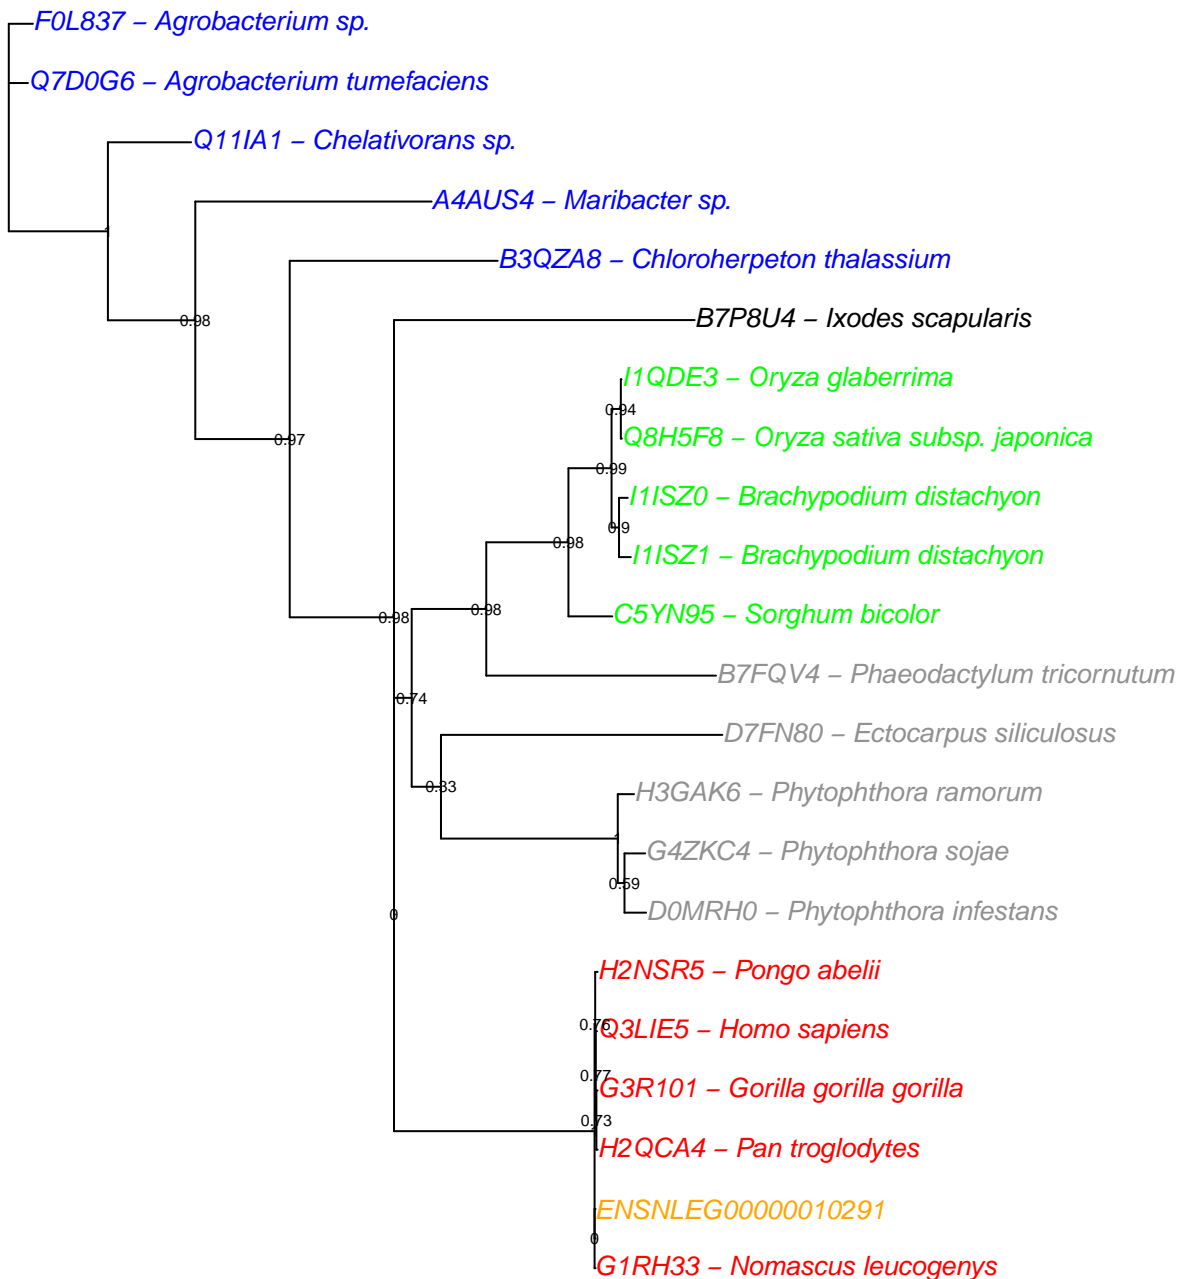 F0L837 – Agrobacterium sp.
Q7D0G6 – Agrobacterium tumefaciens
Q11IA1 – Chelativorans sp.
A4AUS4 – Maribacter sp.
1
B3QZA8 – Chloroherpeton thalassium
B7P8U4 – Ixodes scapularis
0.98
I1QDE3 – Oryza glaberrima
0.94
Q8H5F8 – Oryza sativa subsp. japonica
0.97
0.99
I1ISZ0 – Brachypodium distachyon
0.9
0.98
I1ISZ1 – Brachypodium distachyon
0.98
C5YN95 – Sorghum bicolor
0.98
B7FQV4 – Phaeodactylum tricornutum
0.74
D7FN80 – Ectocarpus siliculosus
0.83
H3GAK6 – Phytophthora ramorum
1
G4ZKC4 – Phytophthora sojae
0.59
D0MRH0 – Phytophthora infestans
0
H2NSR5 – Pongo abelii
0.76
Q3LIE5 – Homo sapiens
0.77
G3R101 – Gorilla gorilla gorilla
0.73
1
H2QCA4 – Pan troglodytes
ENSNLEG00000010291
0
G1RH33 – Nomascus leucogenys